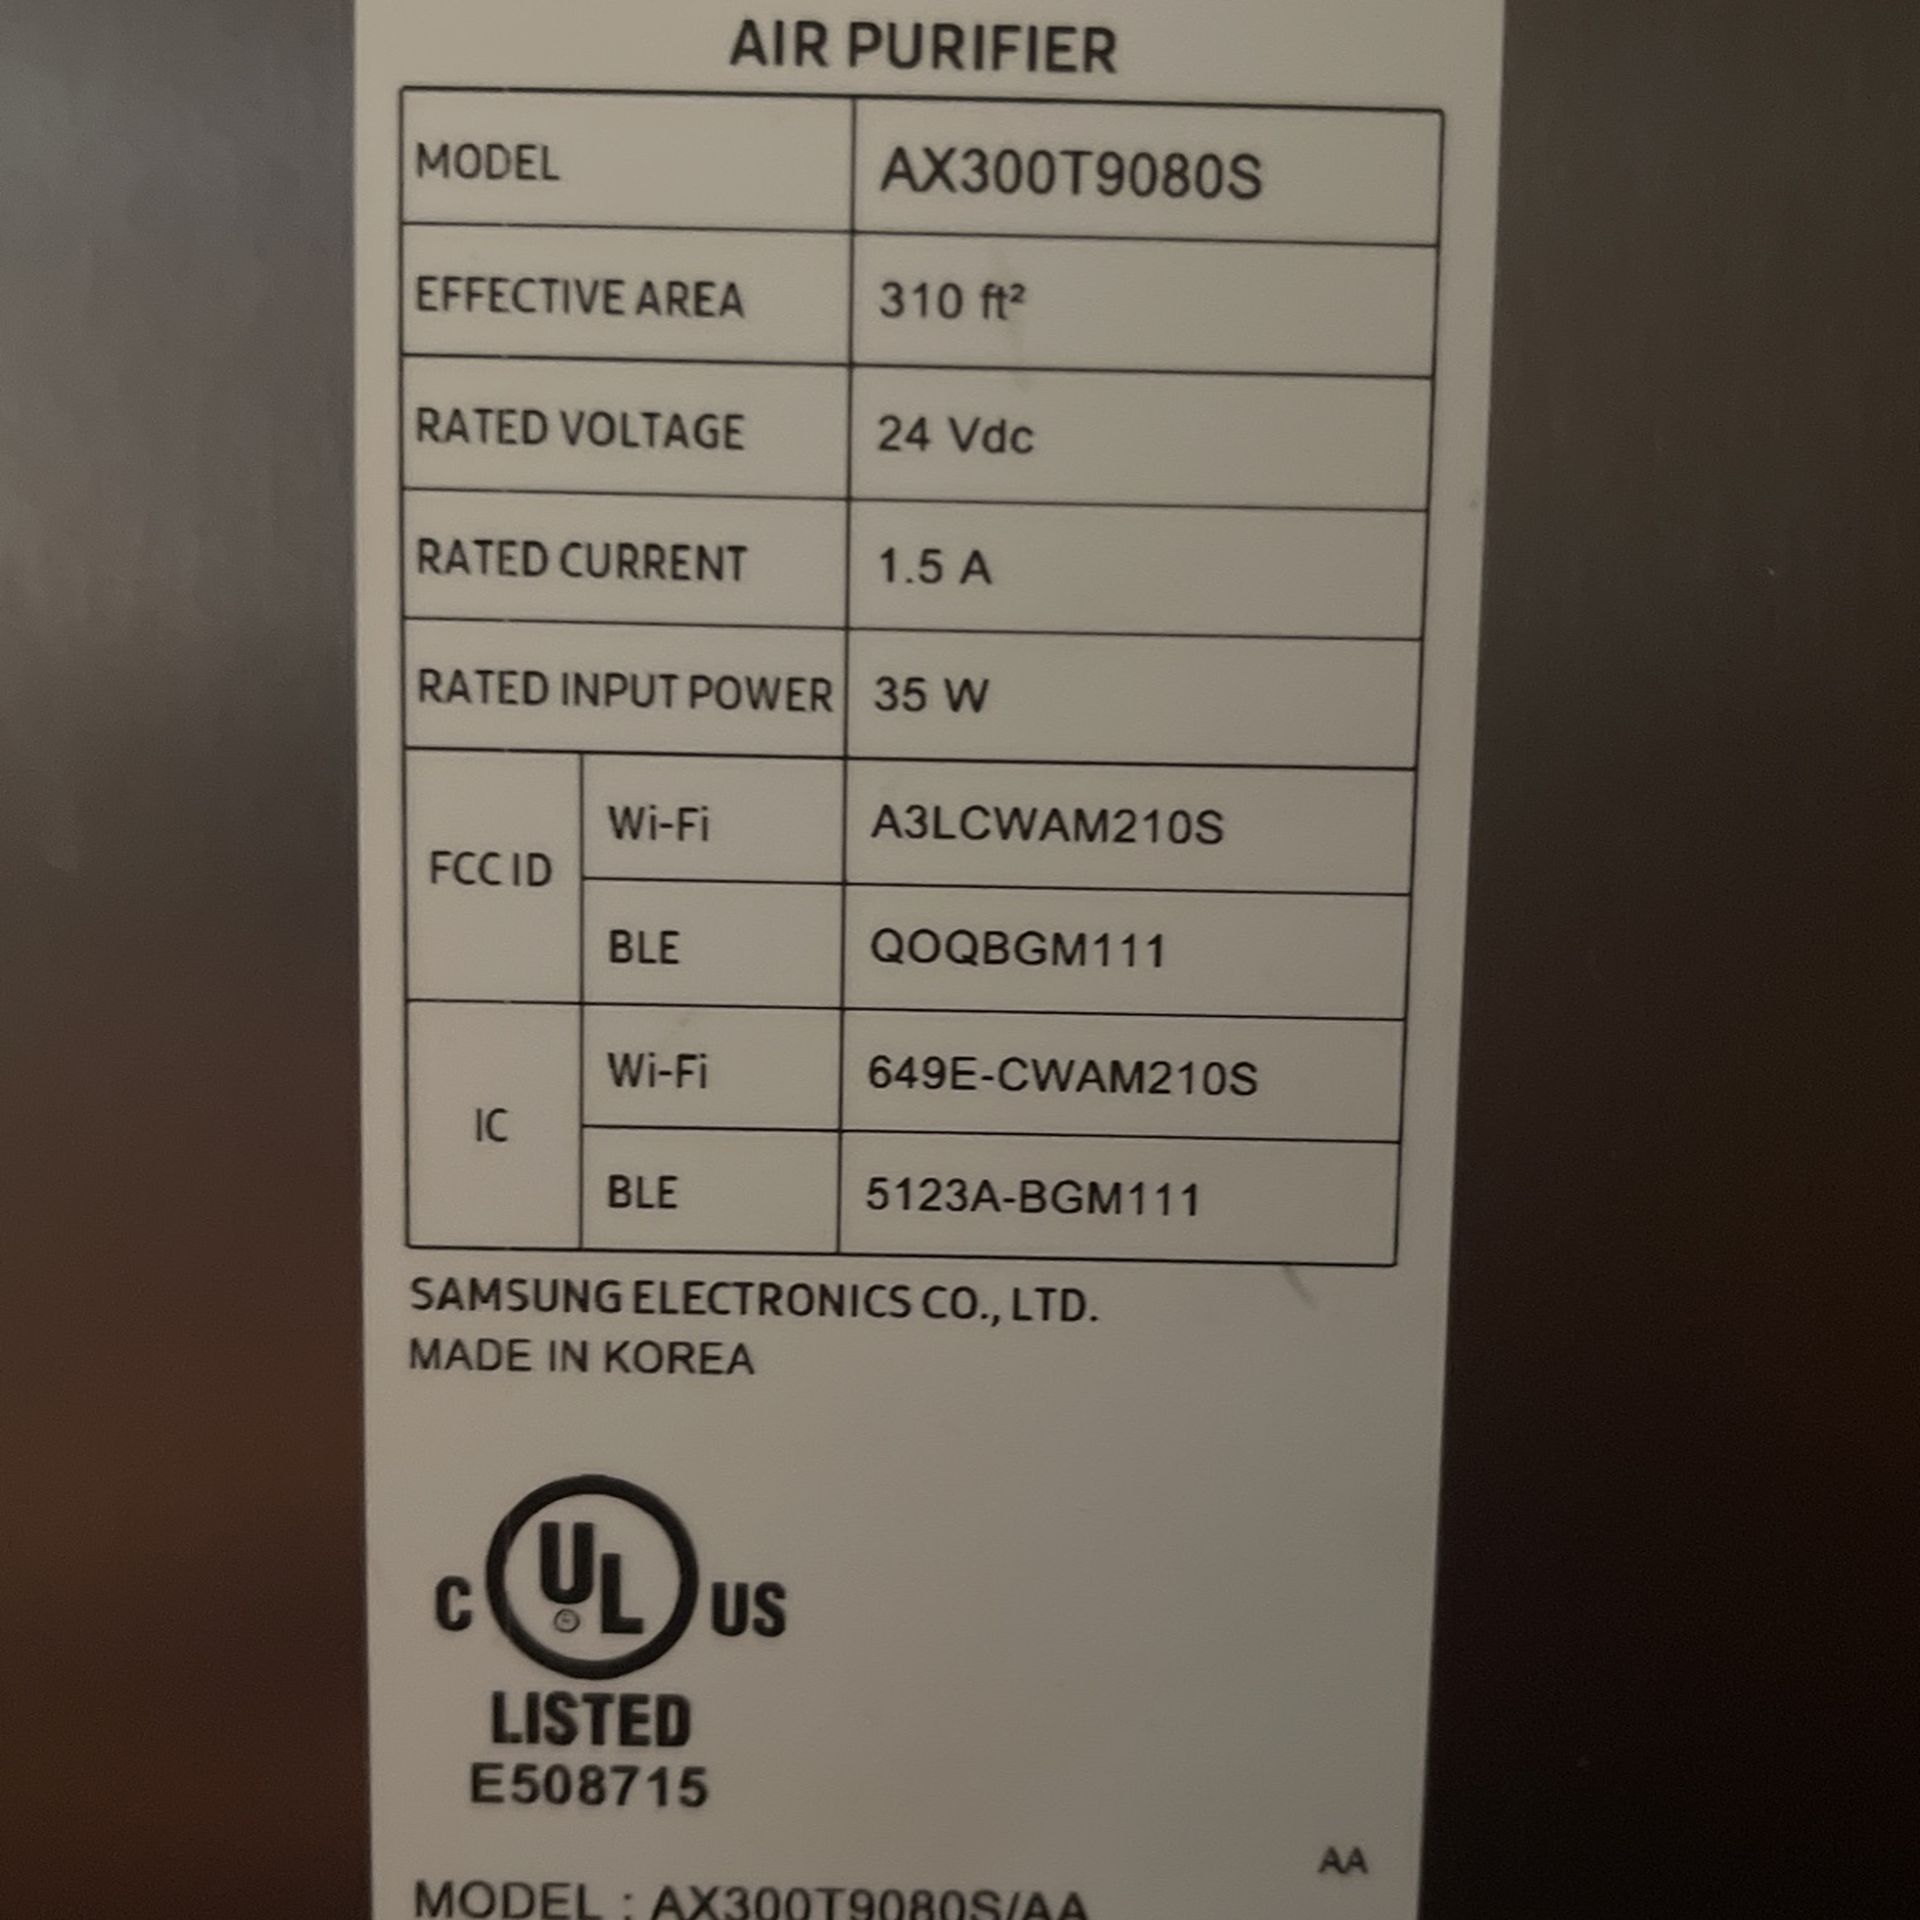 AIR PURIFIER
MODEL AX300T9080S
EFFECTIVE AREA 310 ft²
RATED VOLTAGE 24 Vdc
RATED CURRENT 1.5 A
RATED INPUT POWER 35 W
FCC ID
Wi-Fi A3LCWAM210S
BLE QOQBGM111
IC
Wi-Fi 649E-CWAM210S
BLE 5123A-BGM111
SAMSUNG ELECTRONICS CO., LTD.
MADE IN KOREA
C UL ® US
LISTED
E508715
AA
MODEL : AX300T9080S/AA